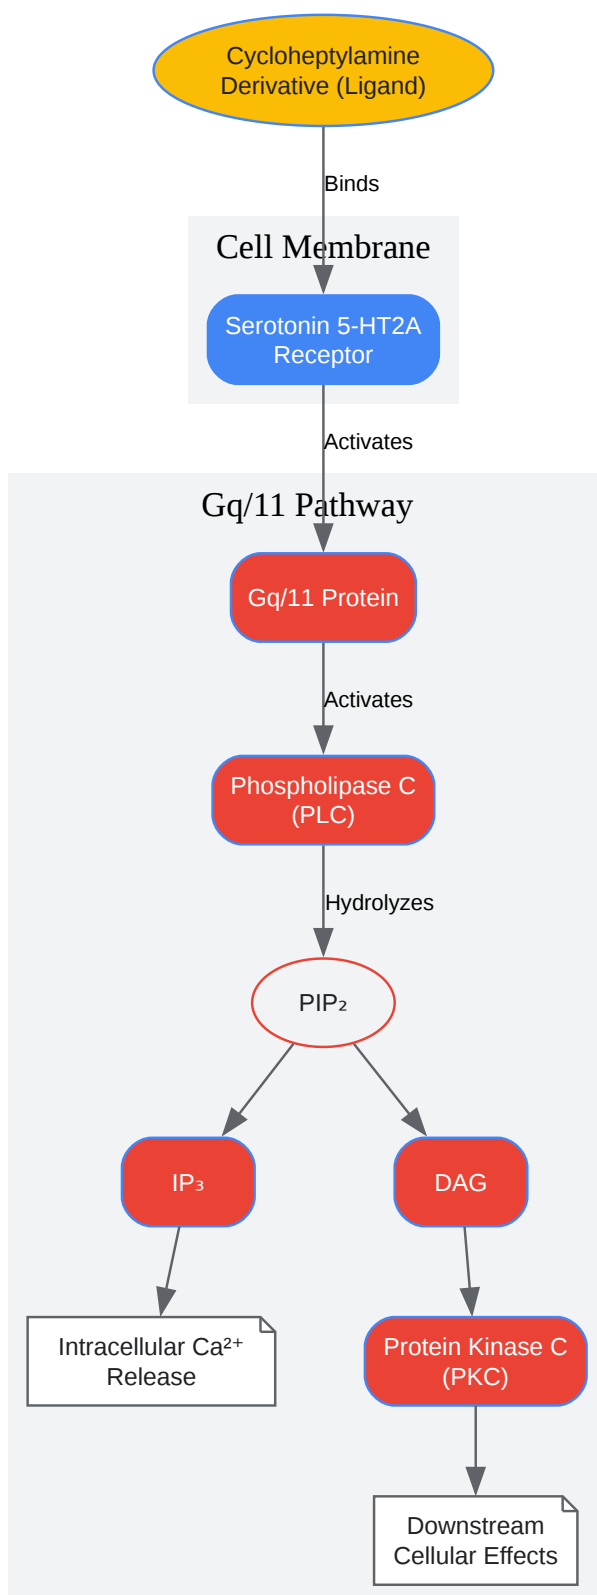 Cycloheptylamine
Derivative (Ligand)
Binds
Cell Membrane
Serotonin 5-HT2A
Receptor
Activates
Gq/11 Pathway
Gq/11 Protein
Activates
Phospholipase C
(PLC)
Hydrolyzes
PIP₂
IP₃
DAG
Intracellular Ca²⁺
Release
Protein Kinase C
(PKC)
Downstream
Cellular Effects